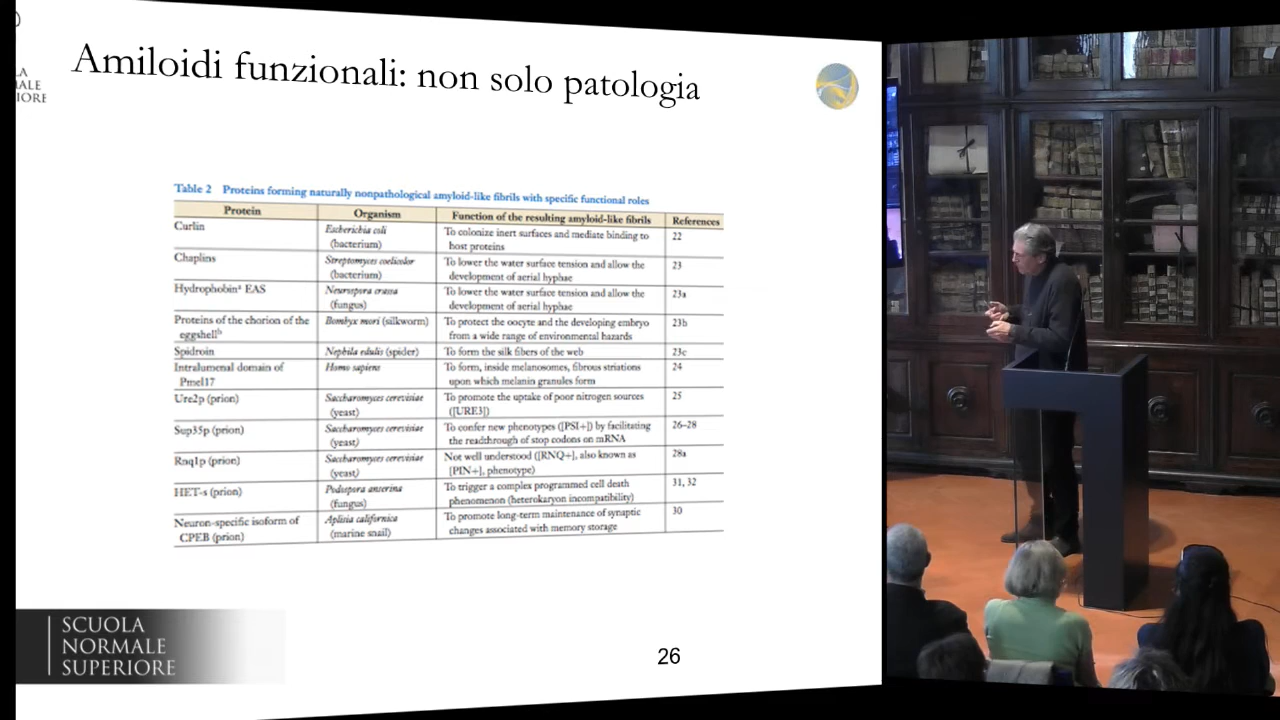 Amiloidi funzionali: non solo patologia
LA
ALE
IORE
Table 2 Proteins forming naturally nonpathological amyloid-like fibrils with specific functional roles
Protein Organism Function of the resulting amyloid-like fibrils References
Curlin Escherichia coli (bacterium) To colonize inert surfaces and mediate binding to host proteins 22
Chaplins Streptomyces coelicolor (bacterium) To lower the water surface tension and allow the development of aerial hyphae 23
Hydrophobinᵃ EAS Neurospora crassa (fungus) To lower the water surface tension and allow the development of aerial hyphae 23a
Proteins of the chorion of the eggshellᵇ Bombyx mori (silkworm) To protect the oocyte and the developing embryo from a wide range of environmental hazards 23b
Spidroin Nephila edulis (spider) To form the silk fibers of the web 23c
Intralumenal domain of Pmel17 Homo sapiens To form, inside melanosomes, fibrous striations upon which melanin granules form 24
Ure2p (prion) Saccharomyces cerevisiae (yeast) To promote the uptake of poor nitrogen sources ([URE3]) 25
Sup35p (prion) Saccharomyces cerevisiae (yeast) To confer new phenotypes ([PSI+]) by facilitating the readthrough of stop codons on mRNA 26–28
Rnq1p (prion) Saccharomyces cerevisiae (yeast) Not well understood ([RNQ+], also known as [PIN+], phenotype) 28a
HET-s (prion) Podospora anserina (fungus) To trigger a complex programmed cell death phenomenon (heterokaryon incompatibility) 31, 32
Neuron-specific isoform of CPEB (prion) Aplisia californica (marine snail) To promote long-term maintenance of synaptic changes associated with memory storage 30
SCUOLA
NORMALE
SUPERIORE
26